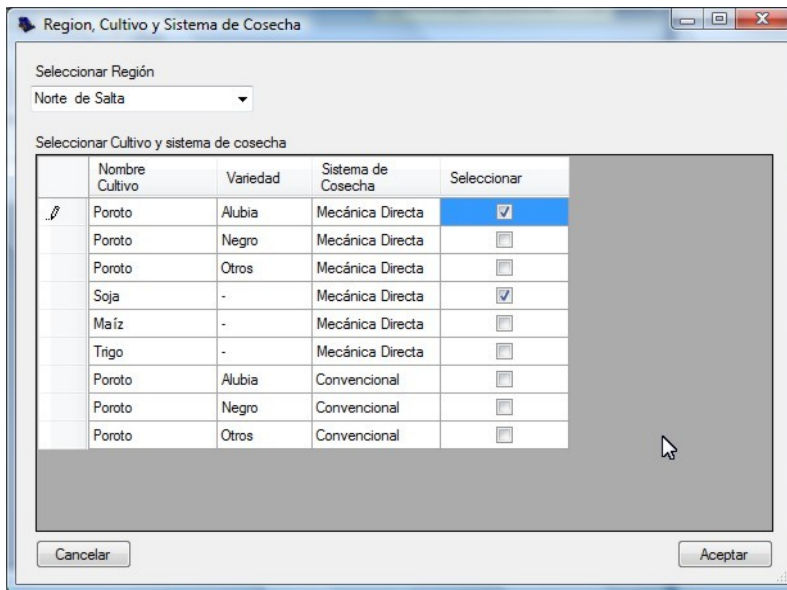 Region, Cultivo y Sistema de Cosecha
Seleccionar Región
Norte de Salta
Seleccionar Cultivo y sistema de cosecha
Nombre Cultivo Variedad Sistema de Cosecha Seleccionar
Poroto Alubia Mecánica Directa
Poroto Negro Mecánica Directa
Poroto Otros Mecánica Directa
Soja - Mecánica Directa
Maíz - Mecánica Directa
Trigo - Mecánica Directa
Poroto Alubia Convencional
Poroto Negro Convencional
Poroto Otros Convencional
Cancelar Aceptar